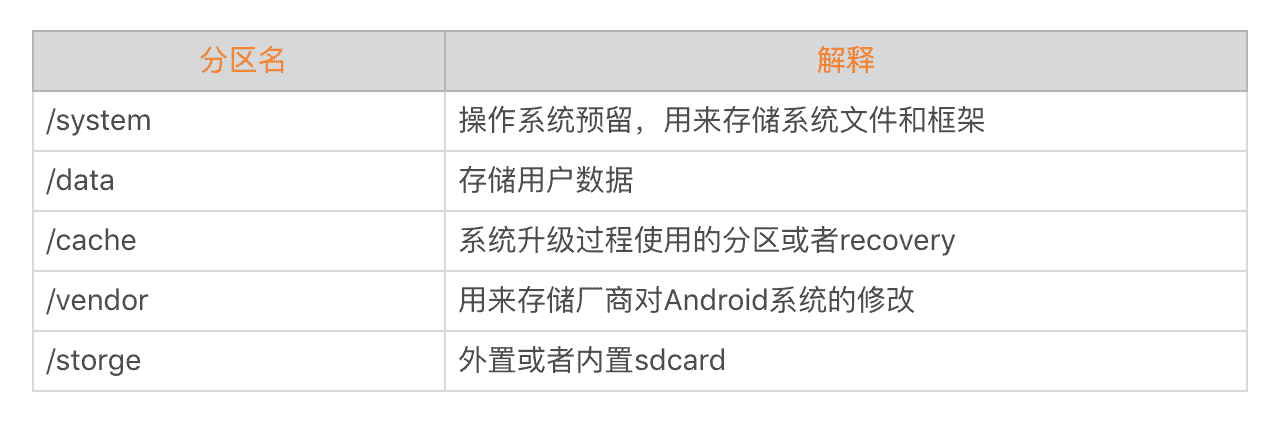 分区名 解释
/system 操作系统预留，用来存储系统文件和框架
/data 存储用户数据
/cache 系统升级过程使用的分区或者recovery
/vendor 用来存储厂商对Android系统的修改
/storge 外置或者内置sdcard